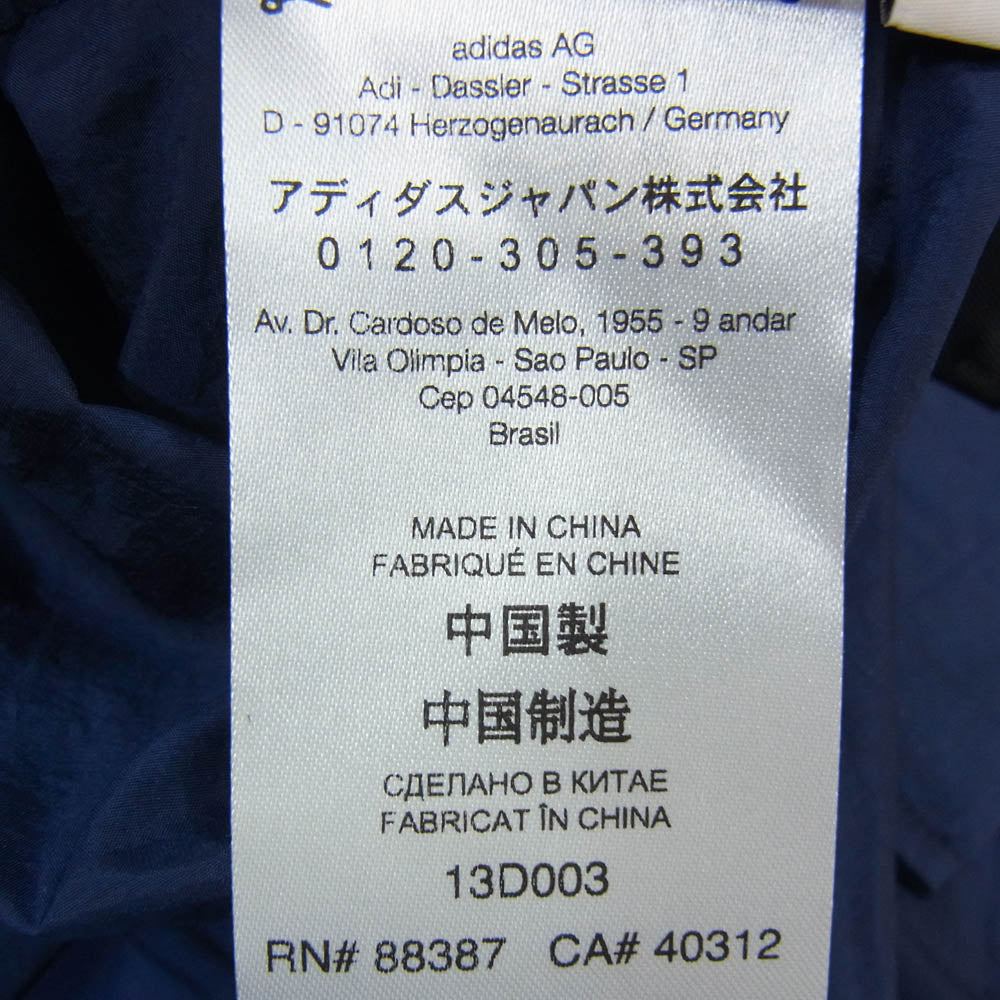 adidas AG
Adi - Dassler - Strasse 1
D - 91074 Herzogenaurach / Germany
アディダスジャパン株式会社
0120-305-393
Av. Dr. Cardoso de Melo, 1955 - 9 andar
Vila Olimpia - Sao Paulo - SP
Cep 04548-005
Brasil
MADE IN CHINA
FABRIQUÉ EN CHINE
中国製
中国制造
СДЕЛАНО В КИТАЕ
FABRICAT ÎN CHINA
13D003
RN# 88387 CA# 40312